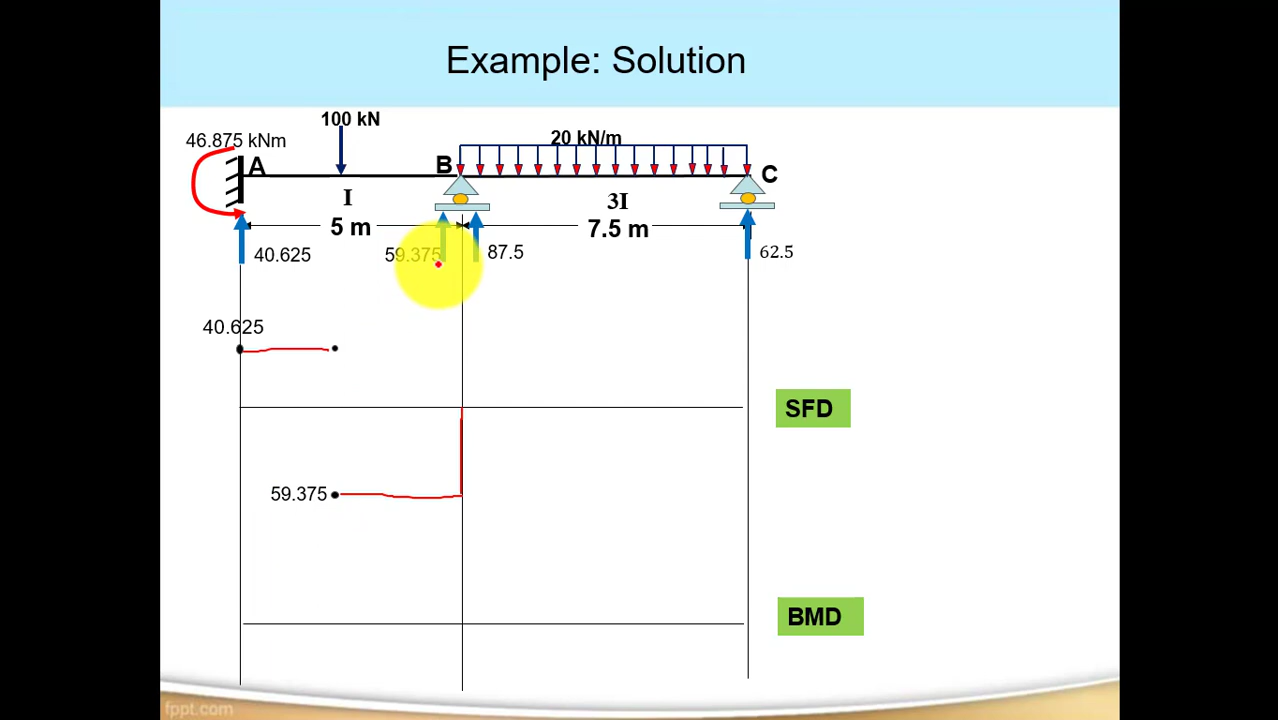 Example: Solution
100 kN
46.875 kNm
20 kN/m
A
B
C
I
3I
5 m
7.5 m
40.625
59.375
87.5
62.5
40.625
SFD
59.375
BMD
fppt.com